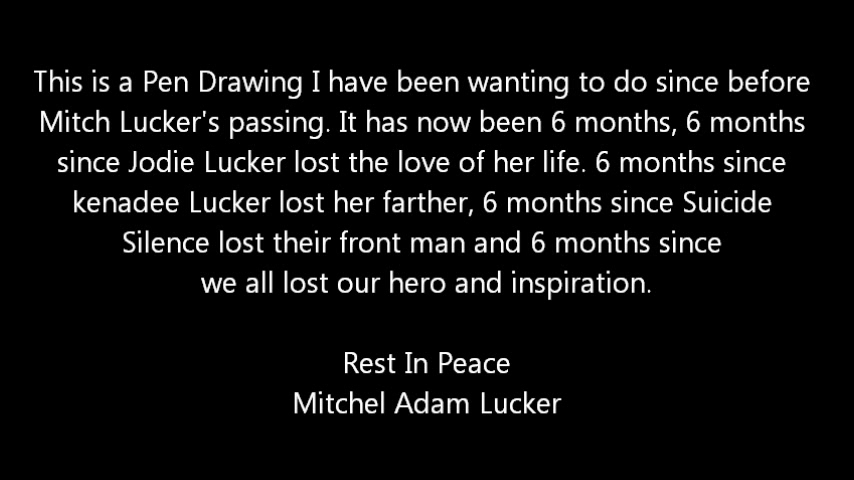 This is a Pen Drawing I have been wanting to do since before
Mitch Lucker's passing. It has now been 6 months, 6 months
since Jodie Lucker lost the love of her life. 6 months since
kenadee Lucker lost her farther, 6 months since Suicide
Silence lost their front man and 6 months since
we all lost our hero and inspiration.
Rest In Peace
Mitchel Adam Lucker